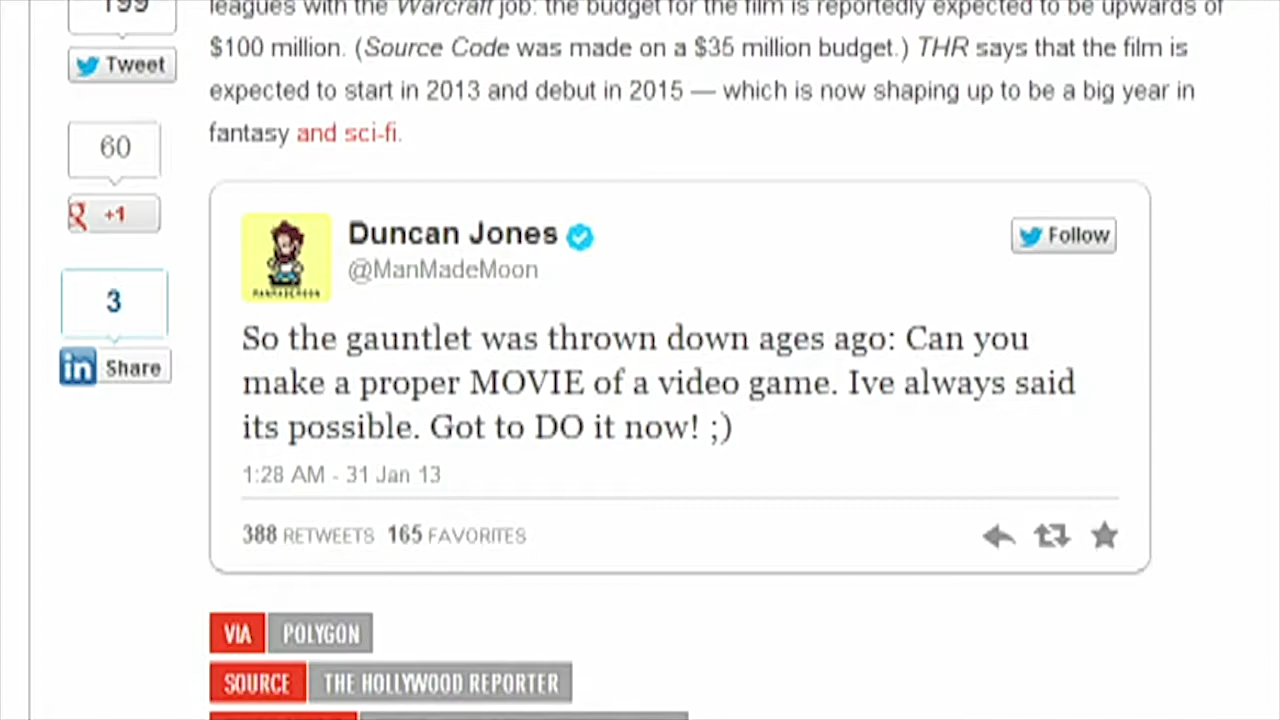 199
leagues with the Warcraft job: the budget for the film is reportedly expected to be upwards of
Tweet
$100 million. (Source Code was made on a $35 million budget.) THR says that the film is
expected to start in 2013 and debut in 2015 — which is now shaping up to be a big year in
fantasy and sci-fi.
60
+1
3
Share
Duncan Jones
@ManMadeMoon
Follow
So the gauntlet was thrown down ages ago: Can you
make a proper MOVIE of a video game. Ive always said
its possible. Got to DO it now! ;)
1:28 AM - 31 Jan 13
388 RETWEETS 165 FAVORITES
VIA POLYGON
SOURCE THE HOLLYWOOD REPORTER